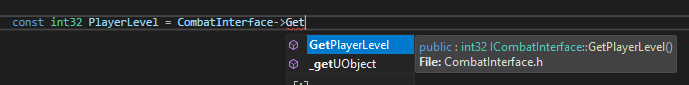 const int32 PlayerLevel = CombatInterface->Get
GetPlayerLevel
_getUObject
public : int32 ICombatInterface::GetPlayerLevel()
File: CombatInterface.h